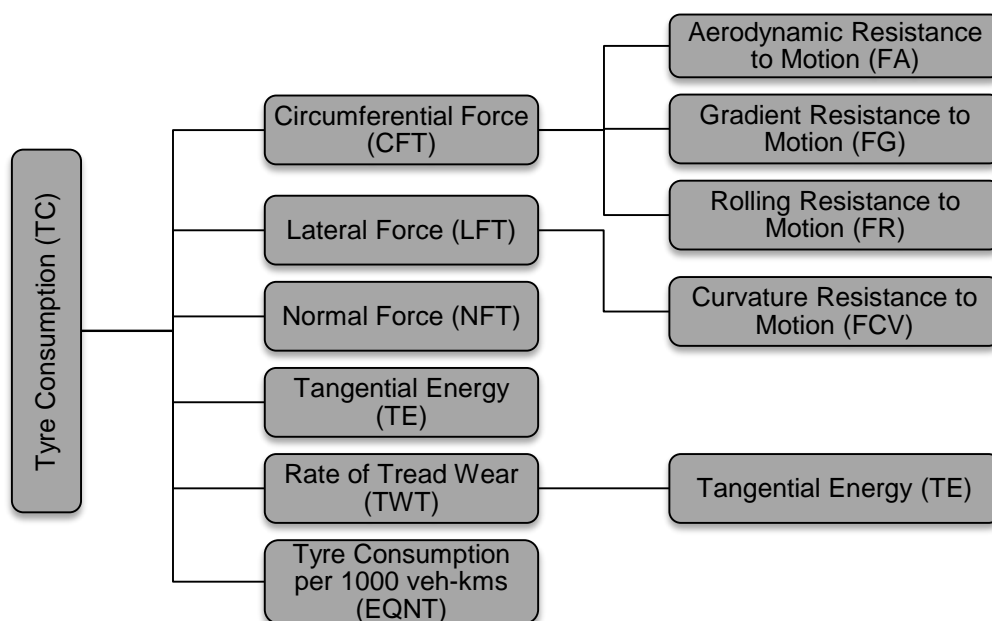 Tyre Consumption (TC)
Circumferential Force
(CFT)
Lateral Force (LFT)
Normal Force (NFT)
Tangential Energy
(TE)
Rate of Tread Wear
(TWT)
Tyre Consumption
per 1000 veh-kms
(EQNT)
Aerodynamic Resistance
to Motion (FA)
Gradient Resistance to
Motion (FG)
Rolling Resistance to
Motion (FR)
Curvature Resistance to
Motion (FCV)
Tangential Energy (TE)